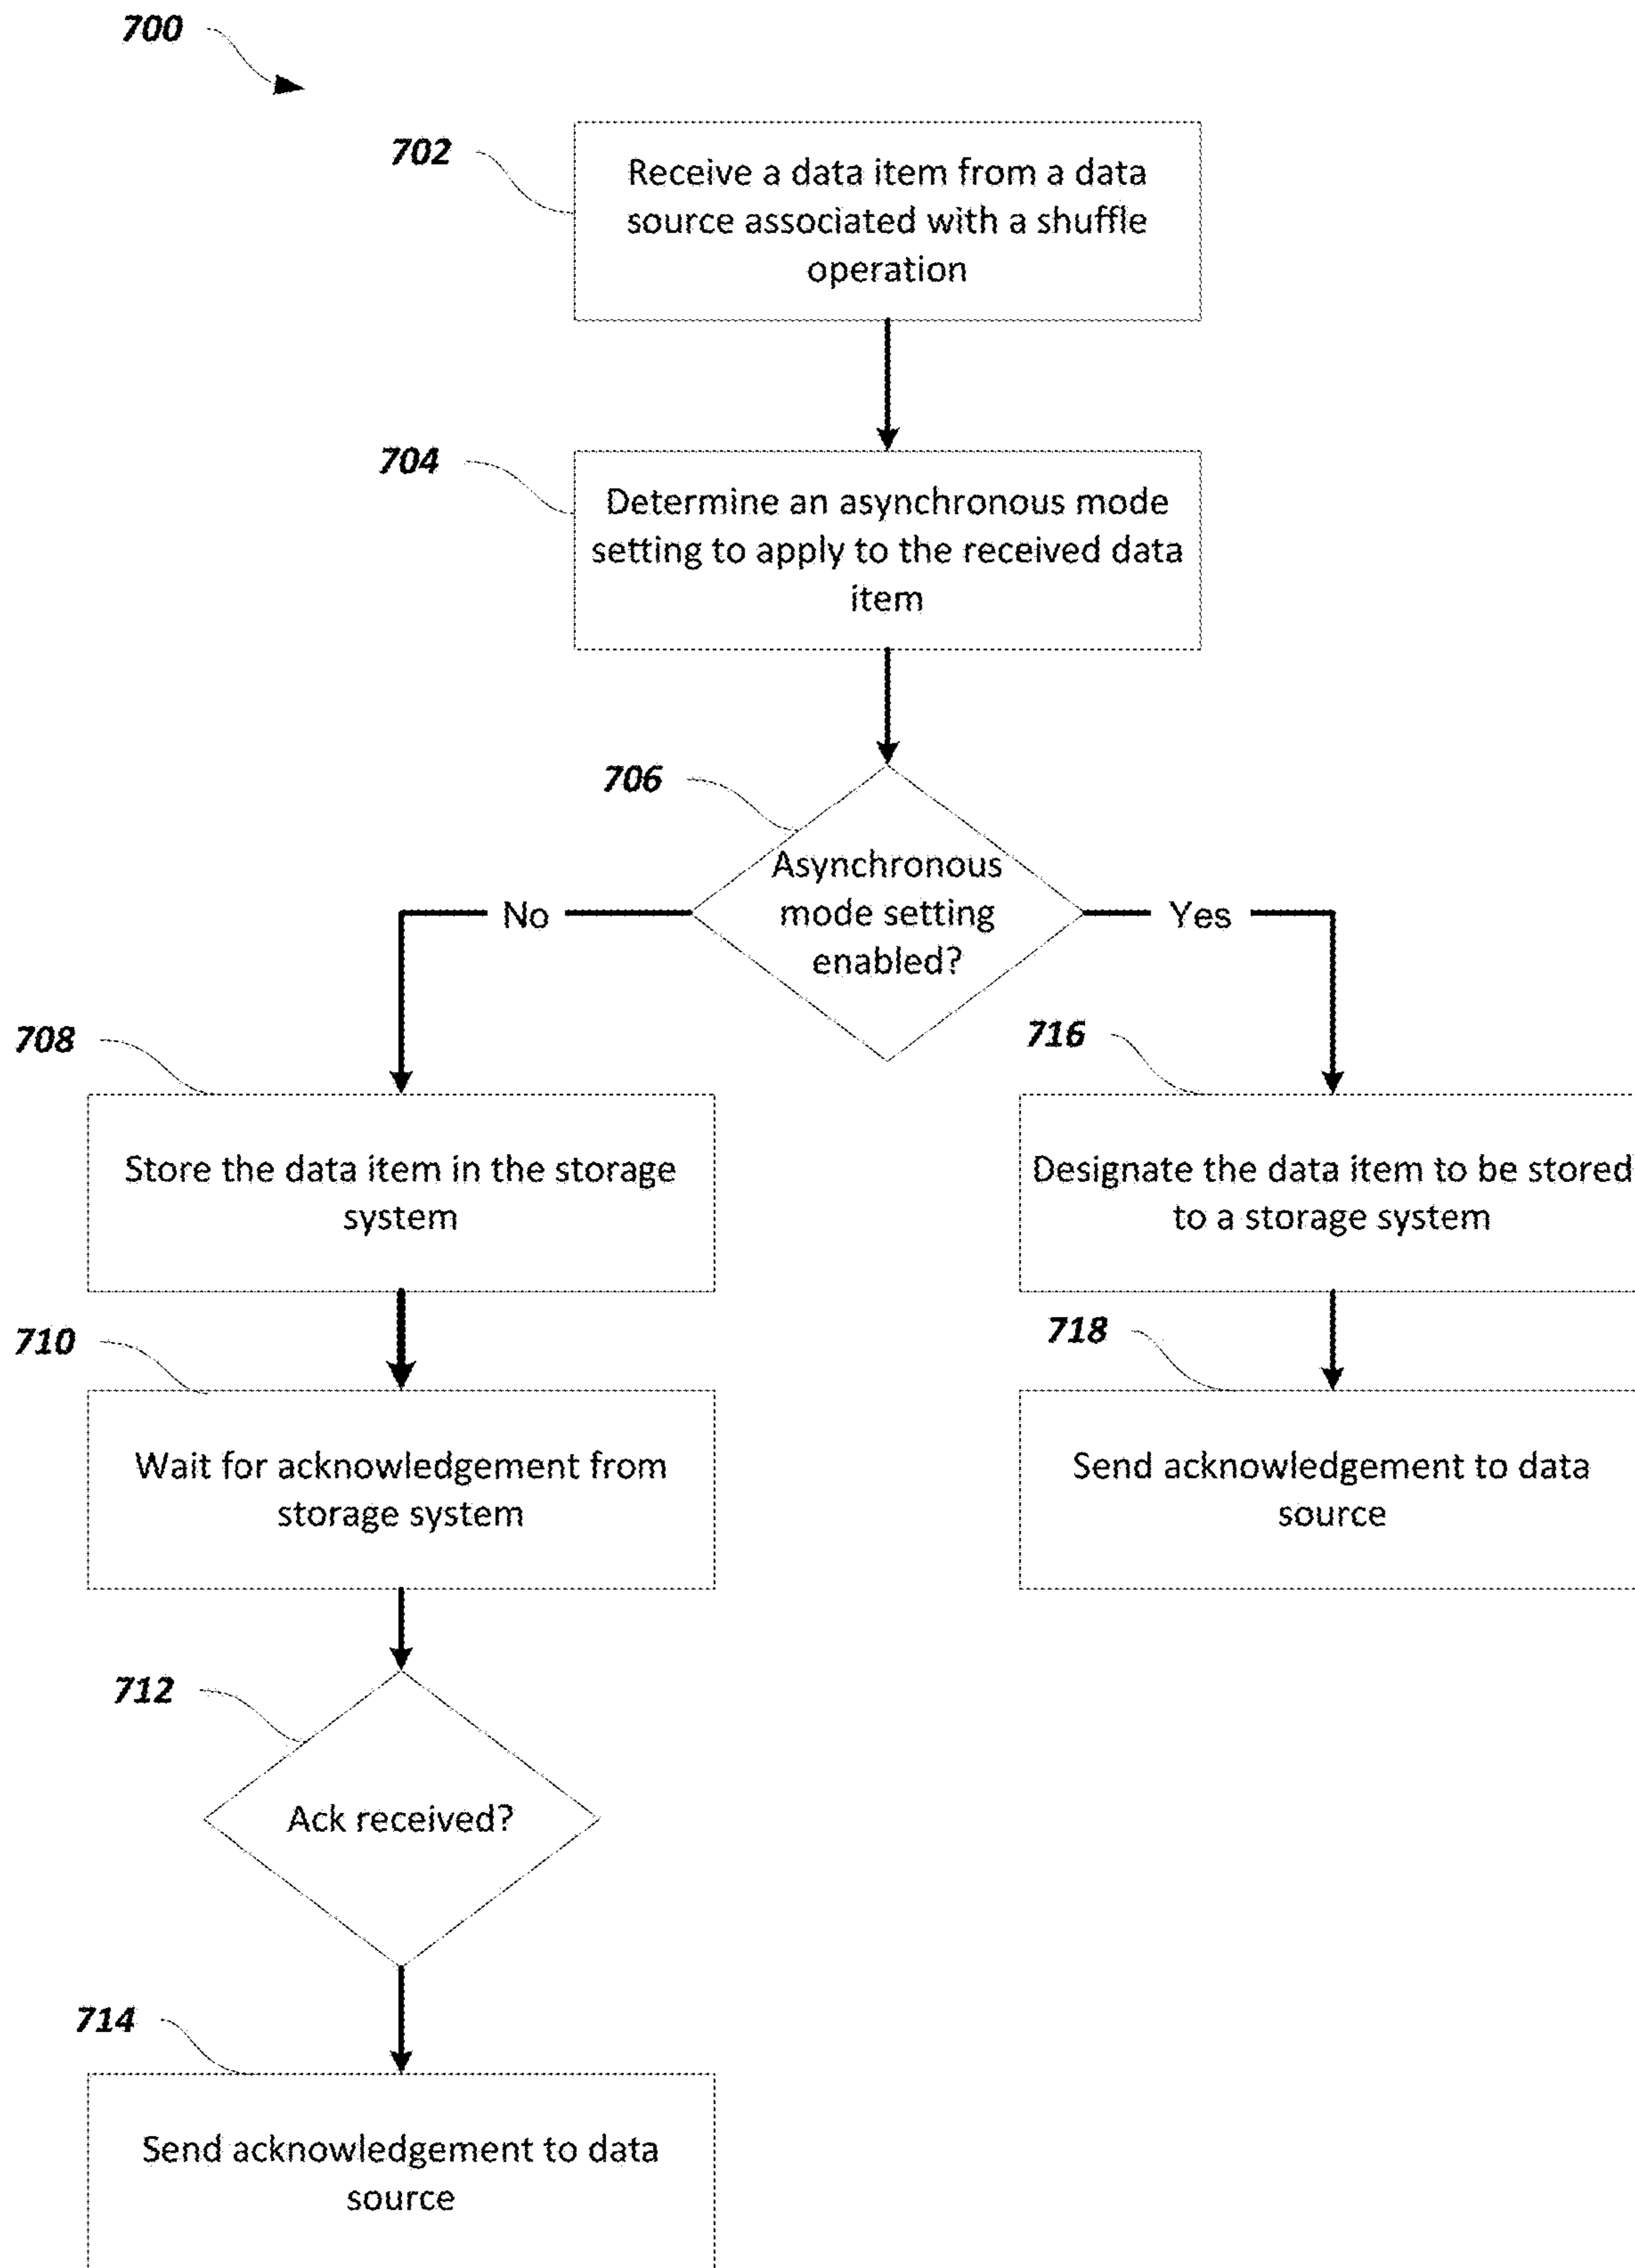 700
702
Receive a data item from a data
source associated with a shuffle
operation
704
Determine an asynchronous mode
setting to apply to the received data
item
706
Asynchronous
mode setting
enabled?
No
Yes
708
Store the data item in the storage
system
716
Designate the data item to be stored
to a storage system
710
Wait for acknowledgement from
storage system
718
Send acknowledgement to data
source
712
Ack received?
714
Send acknowledgement to data
source